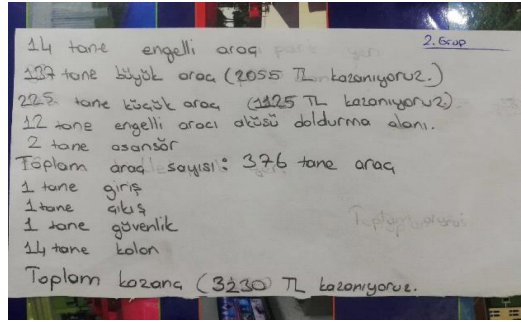 2. Grup
14 tane engelli araç
137 tane büyük araç (2055 TL kazanıyoruz.)
225 tane küçük araç (1125 TL kazanıyoruz).
12 tane engelli aracı aküsü doldurma alanı.
2 tane asansör
Toplam araç sayısı: 376 tane araç
1 tane giriş
1 tane çıkış
1 tane güvenlik
14 tane kolon
Toplam kazanç (3230 TL kazanıyoruz.